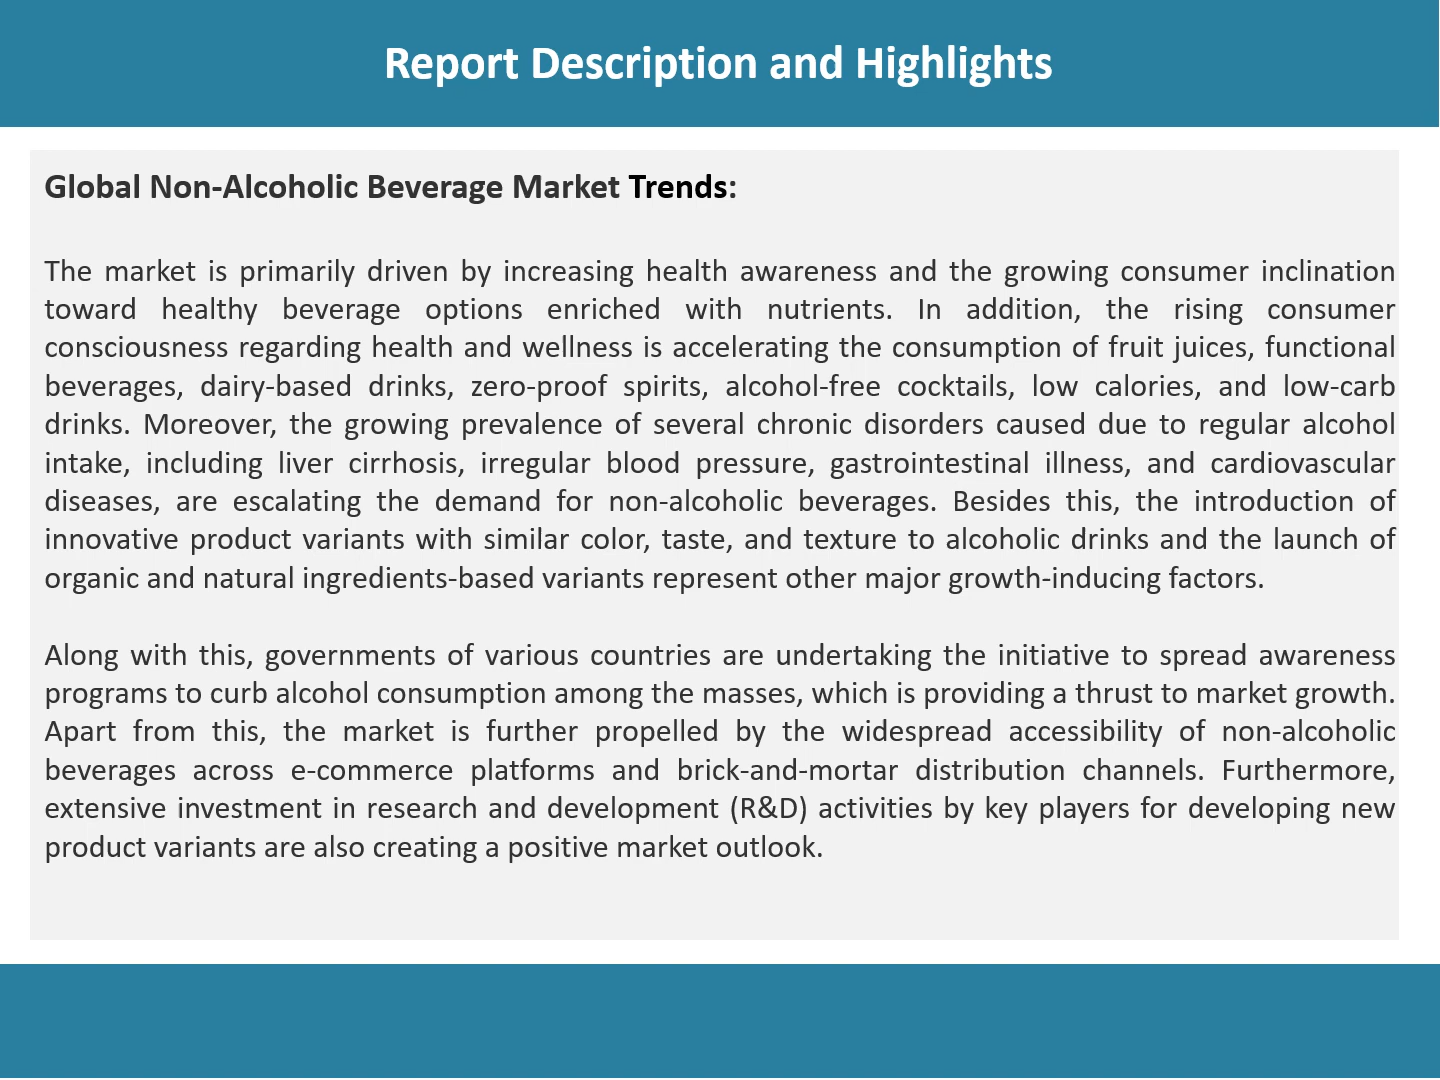 Report Description and Highlights
Global Non-Alcoholic Beverage Market Trends:
The market is primarily driven by increasing health awareness and the growing consumer inclination
toward healthy beverage options enriched with nutrients. In addition, the rising consumer
consciousness regarding health and wellness is accelerating the consumption of fruit juices, functional
beverages, dairy-based drinks, zero-proof spirits, alcohol-free cocktails, low calories, and low-carb
drinks. Moreover, the growing prevalence of several chronic disorders caused due to regular alcohol
intake, including liver cirrhosis, irregular blood pressure, gastrointestinal illness, and cardiovascular
diseases, are escalating the demand for non-alcoholic beverages. Besides this, the introduction of
innovative product variants with similar color, taste, and texture to alcoholic drinks and the launch of
organic and natural ingredients-based variants represent other major growth-inducing factors.
Along with this, governments of various countries are undertaking the initiative to spread awareness
programs to curb alcohol consumption among the masses, which is providing a thrust to market growth.
Apart from this, the market is further propelled by the widespread accessibility of non-alcoholic
beverages across e-commerce platforms and brick-and-mortar distribution channels. Furthermore,
extensive investment in research and development (R&D) activities by key players for developing new
product variants are also creating a positive market outlook.